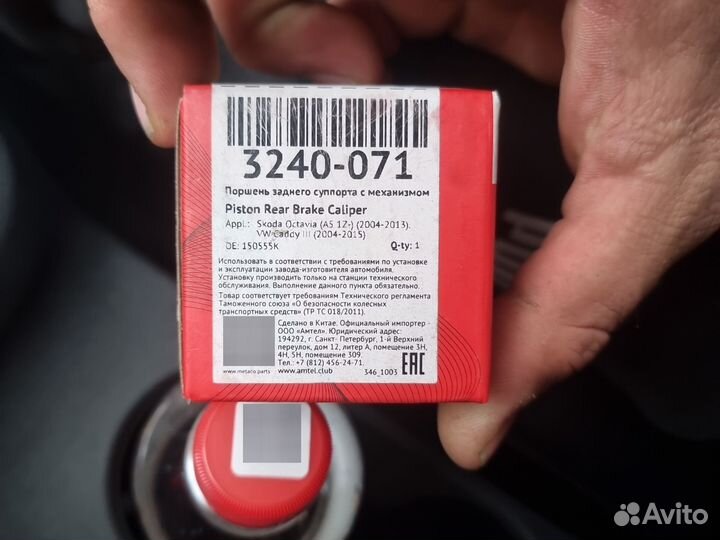 3240-071
Поршень заднего суппорта с механизмом
Piston Rear Brake Caliper
Appl.: Skoda Octavia (A5 1Z-) (2004-2013),
VW Caddy III (2004-2015)
OE: 150555K Q-ty: 1
Использовать в соответствии с требованиями по установке
и эксплуатации завода-изготовителя автомобиля.
Установку производить только на станции технического
обслуживания. Выполнение данного пункта обязательно.
Товар соответствует требованиям Технического регламента
Таможенного союза «О безопасности колесных
транспортных средств» (ТР ТС 018/2011).
Сделано в Китае. Официальный импортер -
ООО «Амтел». Юридический адрес:
194292, г. Санкт- Петербург, 1-й Верхний
переулок, дом 12, литер А, помещение 3Н,
4Н, 5Н, помещение 309.
Тел.: +7 (812) 456-24-71.
www.metaco.parts www.amtel.club 346_1003 EAC
Avito